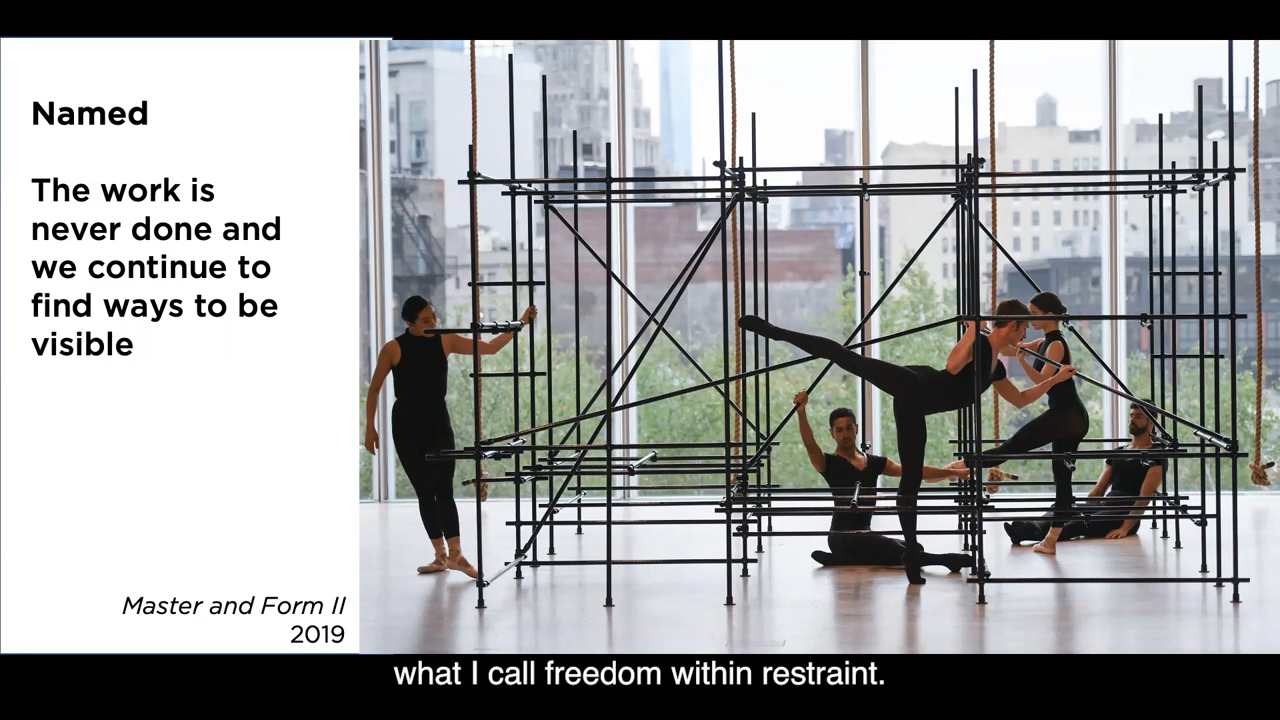 Named
The work is
never done and
we continue to
find ways to be
visible
Master and Form II
2019
what I call freedom within restraint.